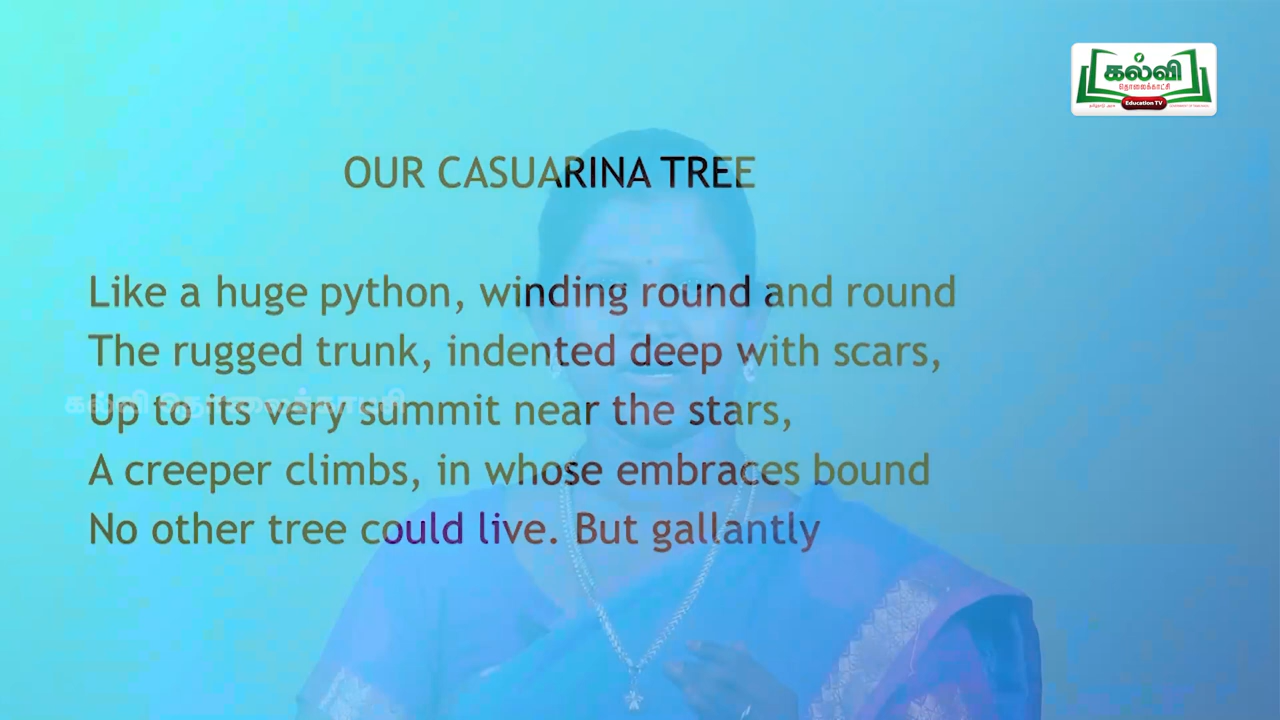 கல்வி
தொலைக்காட்சி
Education TV
OUR CASUARINA TREE
Like a huge python, winding round and round
The rugged trunk, indented deep with scars,
கல்வி தொலைக்காட்சி
Up to its very summit near the stars,
A creeper climbs, in whose embraces bound
No other tree could live. But gallantly